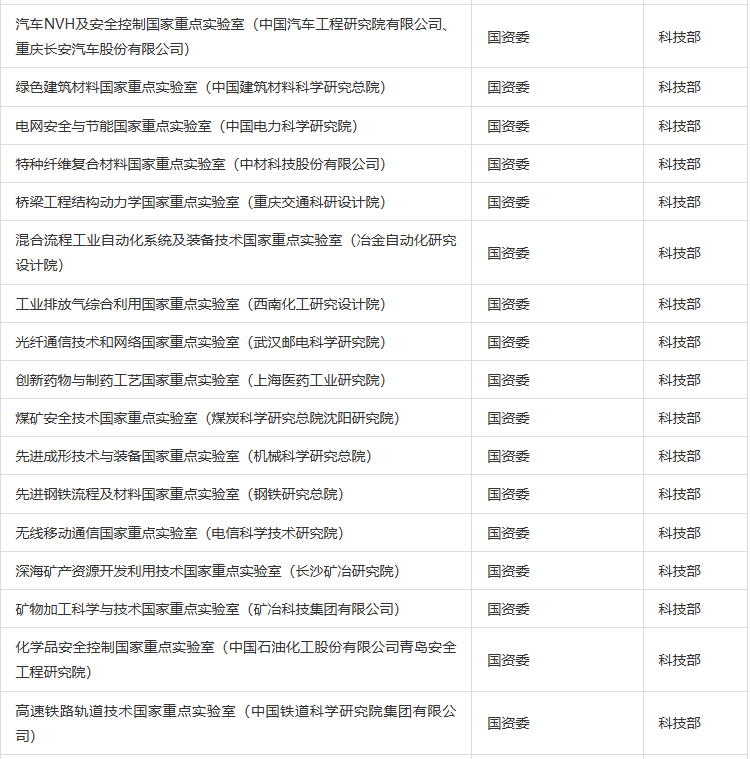 汽车NVH及安全控制国家重点实验室（中国汽车工程研究院有限公司、
重庆长安汽车股份有限公司）
国资委
科技部
绿色建筑材料国家重点实验室（中国建筑材料科学研究总院）
国资委
科技部
电网安全与节能国家重点实验室（中国电力科学研究院）
国资委
科技部
特种纤维复合材料国家重点实验室（中材科技股份有限公司）
国资委
科技部
桥梁工程结构动力学国家重点实验室（重庆交通科研设计院）
国资委
科技部
混合流程工业自动化系统及装备技术国家重点实验室（冶金自动化研究
设计院）
国资委
科技部
工业排放气综合利用国家重点实验室（西南化工研究设计院）
国资委
科技部
光纤通信技术和网络国家重点实验室（武汉邮电科学研究院）
国资委
科技部
创新药物与制药工艺国家重点实验室（上海医药工业研究院）
国资委
科技部
煤矿安全技术国家重点实验室（煤炭科学研究总院沈阳研究院）
国资委
科技部
先进成形技术与装备国家重点实验室（机械科学研究总院）
国资委
科技部
先进钢铁流程及材料国家重点实验室（钢铁研究总院）
国资委
科技部
无线移动通信国家重点实验室（电信科学技术研究院）
国资委
科技部
深海矿产资源开发利用技术国家重点实验室（长沙矿冶研究院）
国资委
科技部
矿物加工科学与技术国家重点实验室（矿冶科技集团有限公司）
国资委
科技部
化学品安全控制国家重点实验室（中国石油化工股份有限公司青岛安全
工程研究院）
国资委
科技部
高速铁路轨道技术国家重点实验室（中国铁道科学研究院集团有限公
司）
国资委
科技部